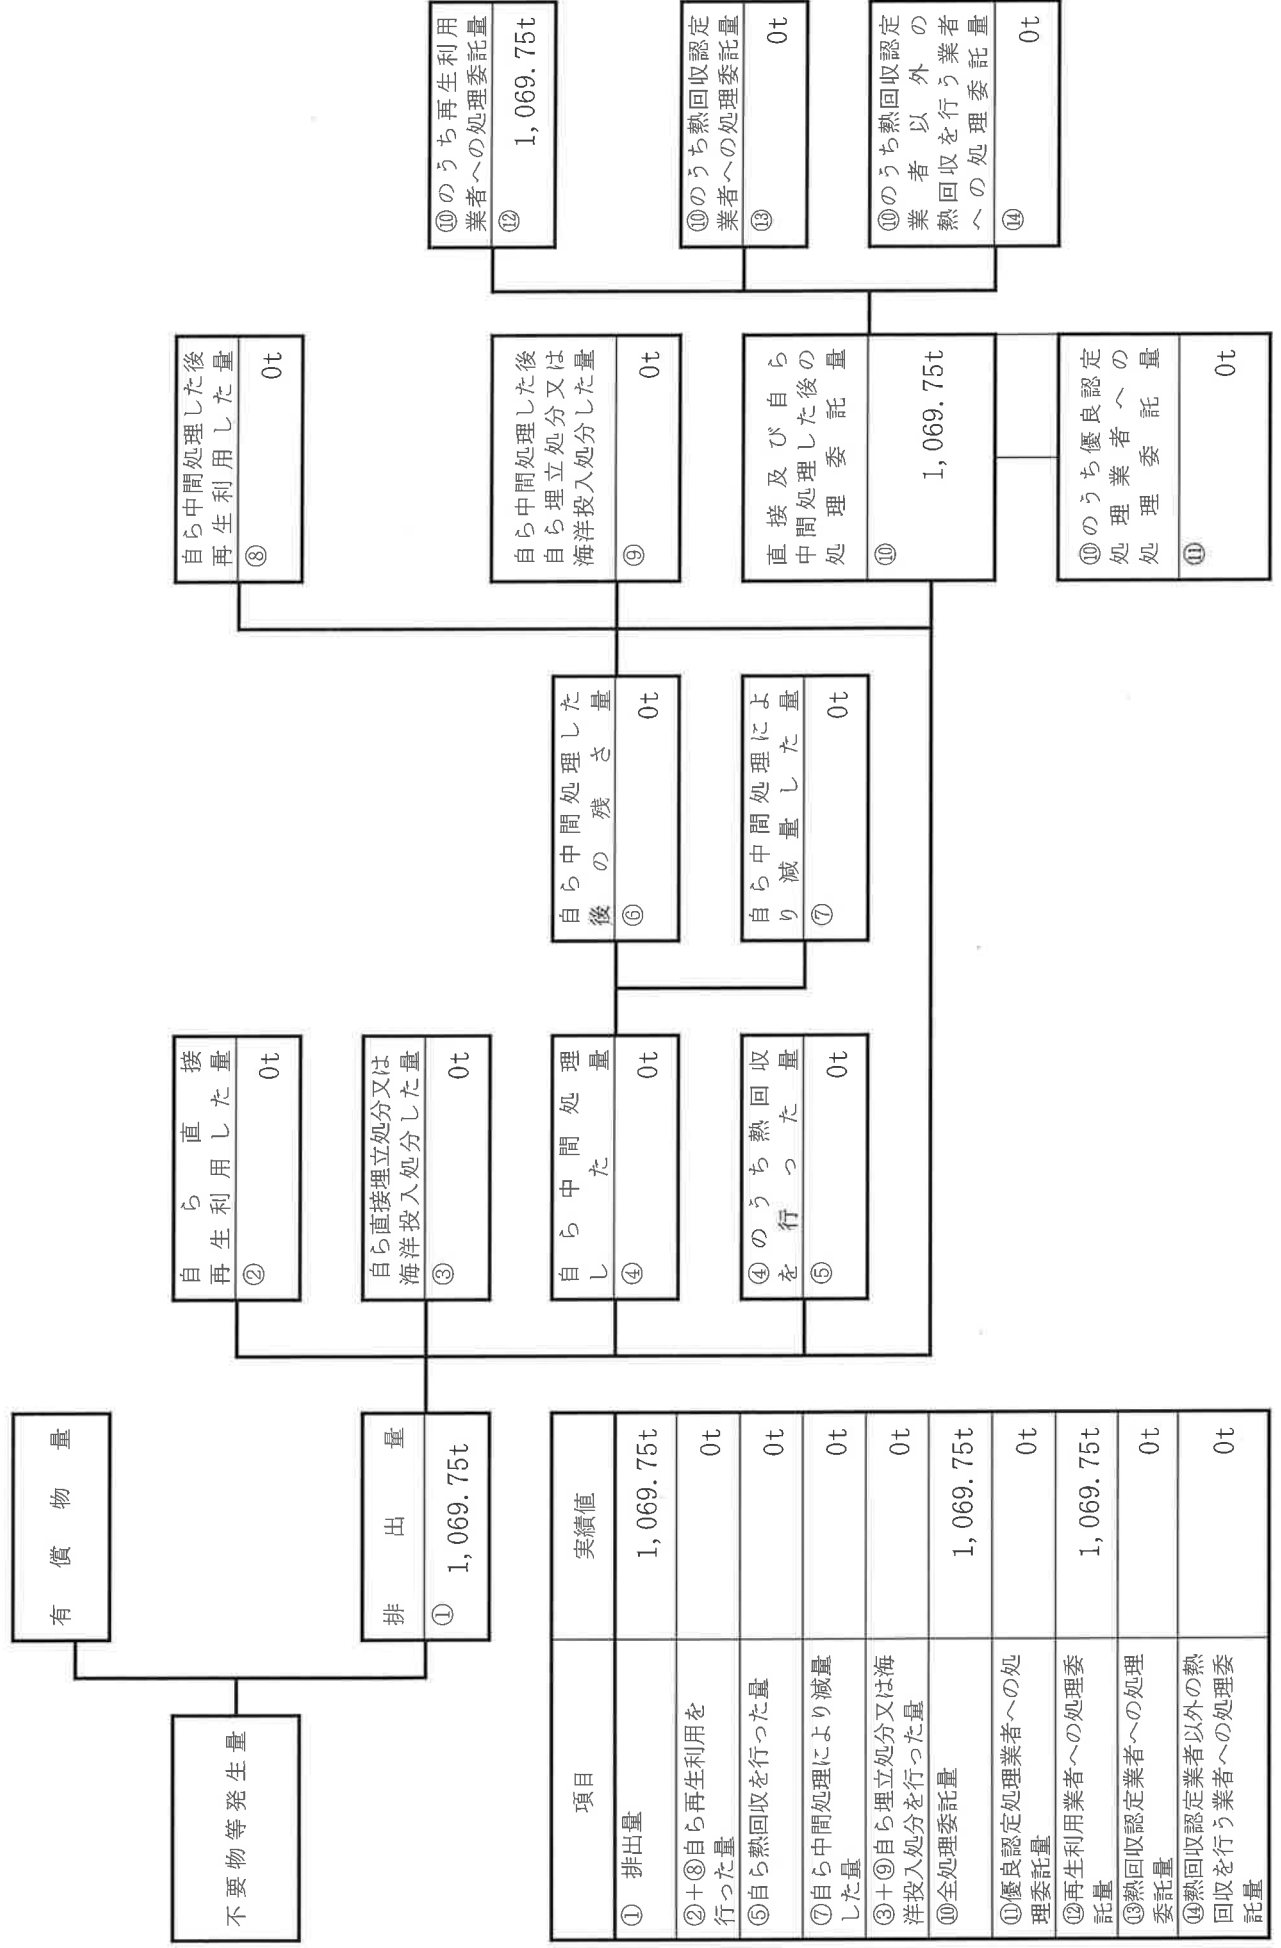 不要物等発生量
有償物量
排出量
① 1,069.75t
自ら直接
再生利用した量
② 0t
自ら直接埋立処分又は
海洋投入処分した量
③ 0t
自ら中間処理
した量
④ 0t
④のうち熱回収
を行った量
⑤ 0t
自ら中間処理した
後の残さ量
⑥ 0t
自ら中間処理によ
り減量した量
⑦ 0t
自ら中間処理した後
再生利用した量
⑧ 0t
自ら中間処理した後
自ら埋立処分又は
海洋投入処分した量
⑨ 0t
直接及び自ら
中間処理した後の
処理委託量
⑩ 1,069.75t
⑩のうち優良認定
処理業者への
処理委託量
⑪ 0t
⑩のうち再生利用
業者への処理委託量
⑫ 1,069.75t
⑩のうち熱回収認定
業者への処理委託量
⑬ 0t
⑩のうち熱回収認定
業者以外の
熱回収を行う業者
への処理委託量
⑭ 0t
項目 実績値
① 排出量 1,069.75t
②＋⑧自ら再生利用を
行った量 0t
⑤自ら熱回収を行った量 0t
⑦自ら中間処理により減量
した量 0t
③＋⑨自ら埋立処分又は海
洋投入処分を行った量 0t
⑩全処理委託量 1,069.75t
⑪優良認定処理業者への処
理委託量 0t
⑫再生利用業者への処理委
託量 1,069.75t
⑬熱回収認定業者への処理
委託量 0t
⑭熱回収認定業者以外の熱
回収を行う業者への処理委
託量 0t